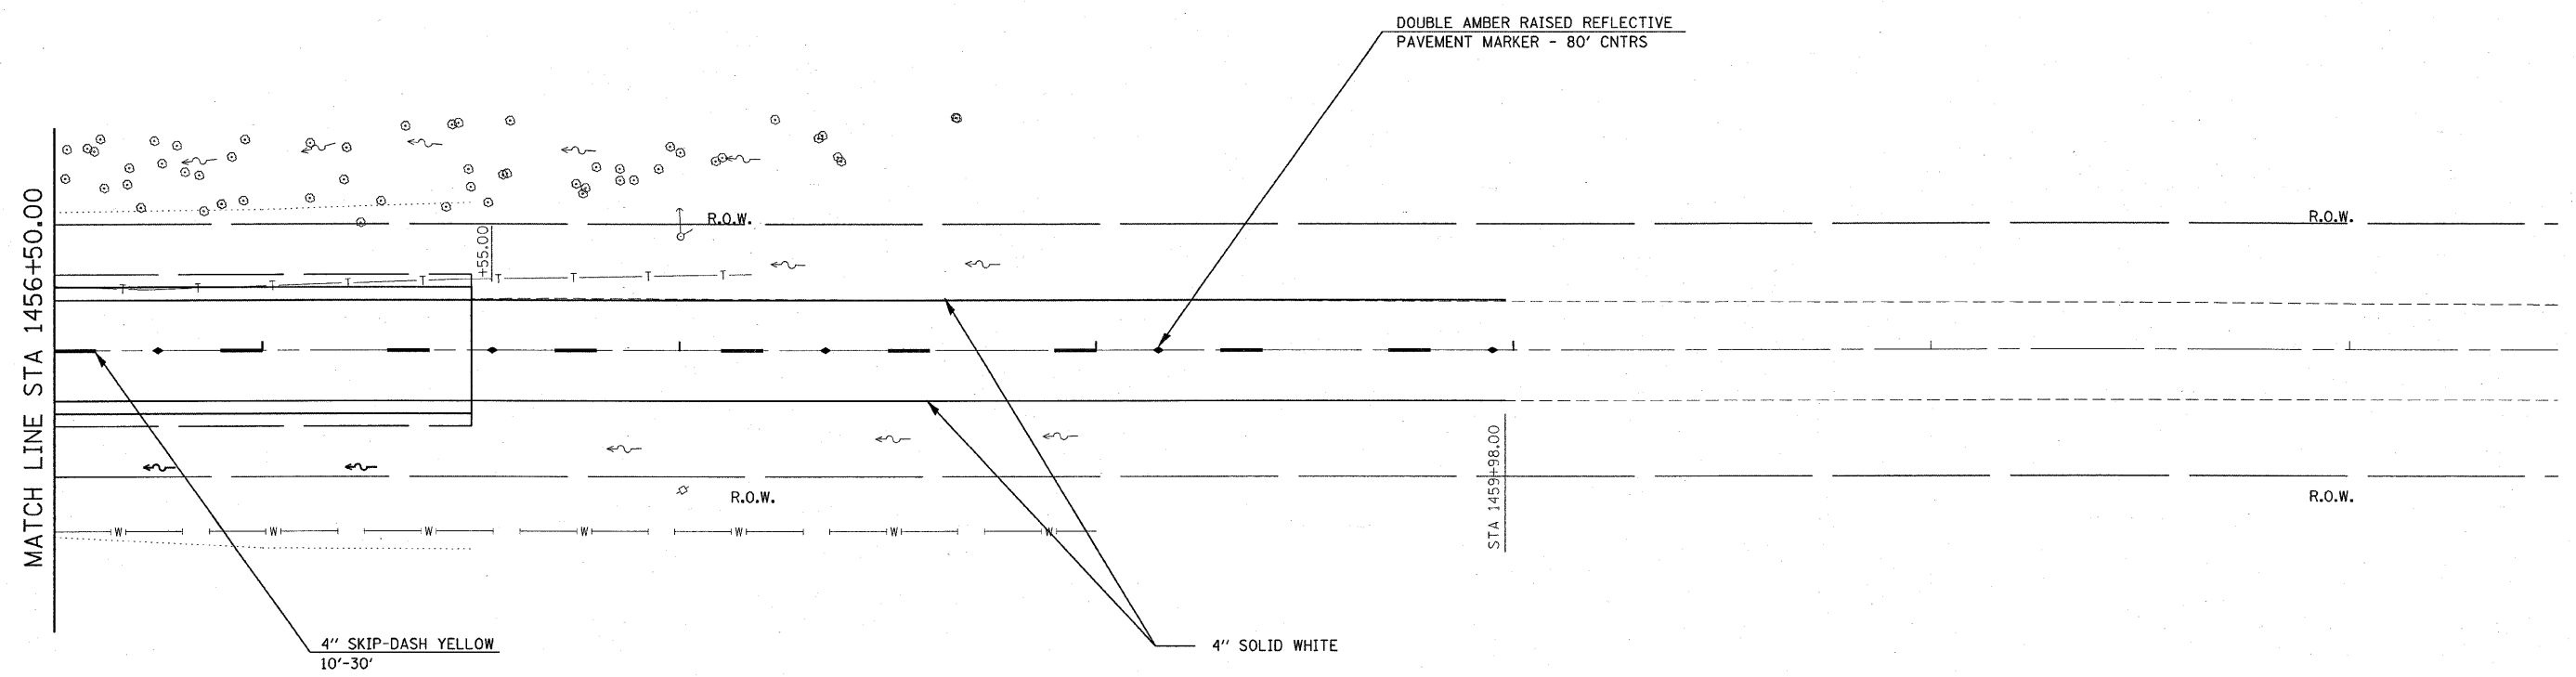 DOUBLE AMBER RAISED REFLECTIVE
PAVEMENT MARKER - 80' CNTRS
MATCH LINE STA 1456+50.00
R.O.W.
R.O.W.
+55.00
T T T T T T T T T
STA 1459+98.00
R.O.W.
R.O.W.
W W W W W W W
4" SKIP-DASH YELLOW
10'-30'
4" SOLID WHITE